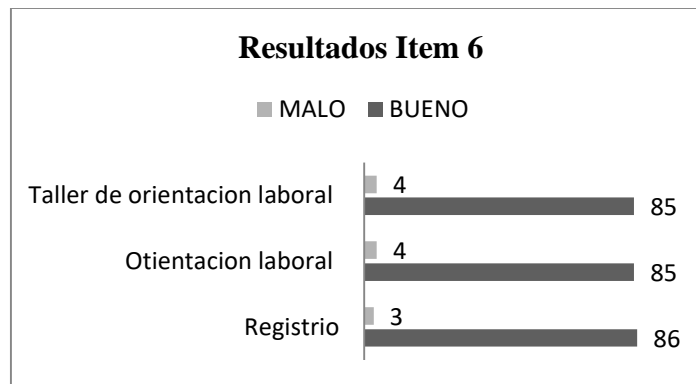 Resultados Item 6
MALO BUENO
Taller de orientacion laboral 4
85
Otientacion laboral 4
85
Registrio 3
86